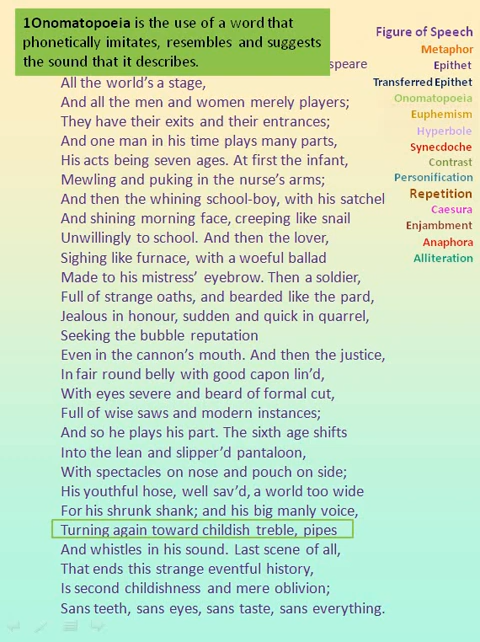 1Onomatopoeia is the use of a word that
phonetically imitates, resembles and suggests
the sound that it describes.
speare
All the world's a stage,
And all the men and women merely players;
They have their exits and their entrances;
And one man in his time plays many parts,
His acts being seven ages. At first the infant,
Mewling and puking in the nurse's arms;
And then the whining school-boy, with his satchel
And shining morning face, creeping like snail
Unwillingly to school. And then the lover,
Sighing like furnace, with a woeful ballad
Made to his mistress' eyebrow. Then a soldier,
Full of strange oaths, and bearded like the pard,
Jealous in honour, sudden and quick in quarrel,
Seeking the bubble reputation
Even in the cannon's mouth. And then the justice,
In fair round belly with good capon lin'd,
With eyes severe and beard of formal cut,
Full of wise saws and modern instances;
And so he plays his part. The sixth age shifts
Into the lean and slipper'd pantaloon,
With spectacles on nose and pouch on side;
His youthful hose, well sav'd, a world too wide
For his shrunk shank; and his big manly voice,
Turning again toward childish treble, pipes
And whistles in his sound. Last scene of all,
That ends this strange eventful history,
Is second childishness and mere oblivion;
Sans teeth, sans eyes, sans taste, sans everything.
Figure of Speech
Metaphor
Epithet
Transferred Epithet
Onomatopoeia
Euphemism
Hyperbole
Synecdoche
Contrast
Personification
Repetition
Caesura
Enjambment
Anaphora
Alliteration